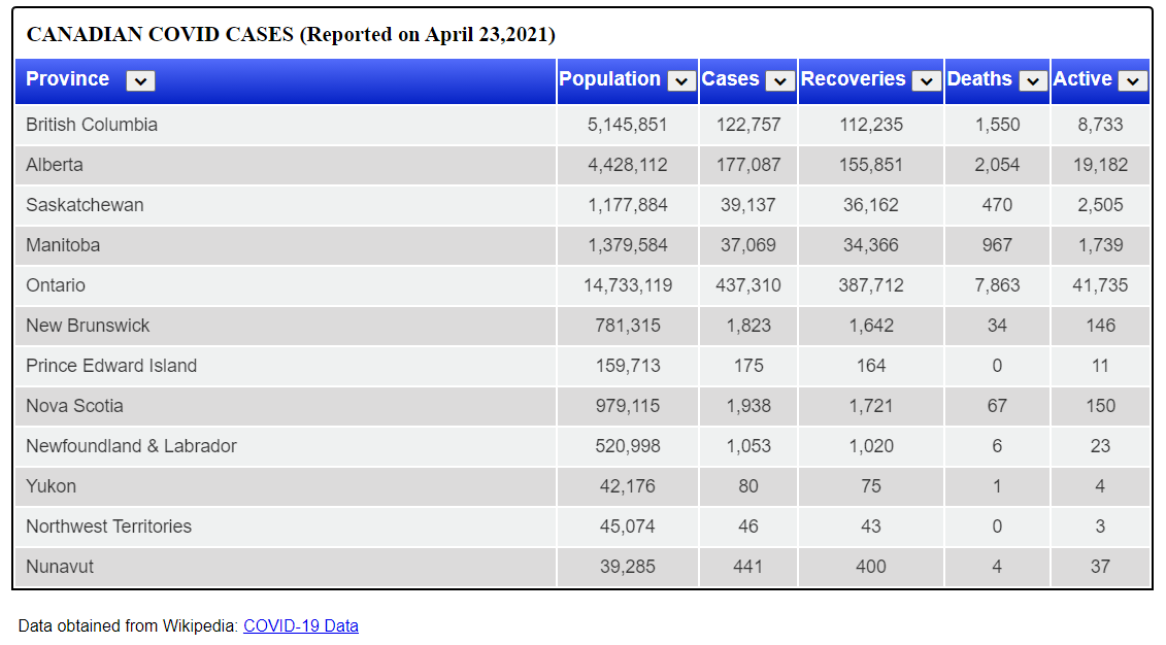 CANADIAN COVID CASES (Reported on April 23,2021)
Province Population Cases Recoveries Deaths Active
British Columbia 5,145,851 122,757 112,235 1,550 8,733
Alberta 4,428,112 177,087 155,851 2,054 19,182
Saskatchewan 1,177,884 39,137 36,162 470 2,505
Manitoba 1,379,584 37,069 34,366 967 1,739
Ontario 14,733,119 437,310 387,712 7,863 41,735
New Brunswick 781,315 1,823 1,642 34 146
Prince Edward Island 159,713 175 164 0 11
Nova Scotia 979,115 1,938 1,721 67 150
Newfoundland & Labrador 520,998 1,053 1,020 6 23
Yukon 42,176 80 75 1 4
Northwest Territories 45,074 46 43 0 3
Nunavut 39,285 441 400 4 37
Data obtained from Wikipedia: COVID-19 Data